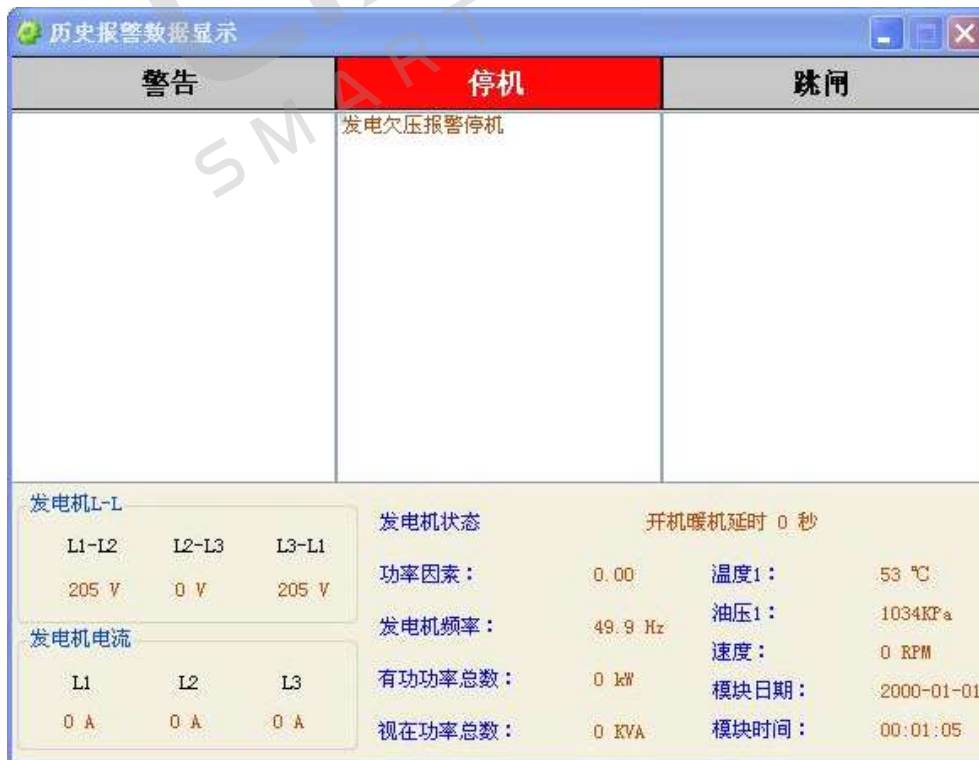 历史报警数据显示
警告 停机 跳闸
发电欠压报警停机
发电机L-L
L1-L2 L2-L3 L3-L1
205 V 0 V 205 V
发电机电流
L1 L2 L3
0 A 0 A 0 A
发电机状态 开机暖机延时 0 秒
功率因素： 0.00
发电机频率： 49.9 Hz
有功功率总数： 0 kW
视在功率总数： 0 KVA
温度1： 53 ℃
油压1： 1034KPa
速度： 0 RPM
模块日期： 2000-01-01
模块时间： 00:01:05
SMART